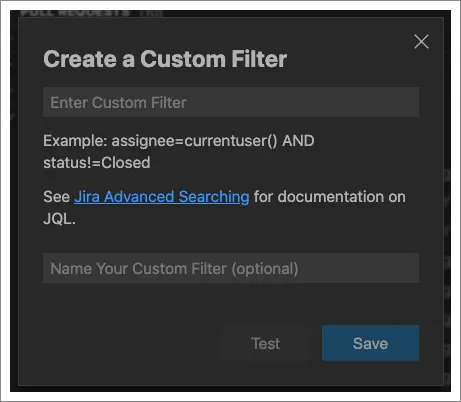 PULL REQUESTS
Create a Custom Filter
Enter Custom Filter
Example: assignee=currentuser() AND
status!=Closed
See Jira Advanced Searching for documentation on
JQL.
Name Your Custom Filter (optional)
Test
Save